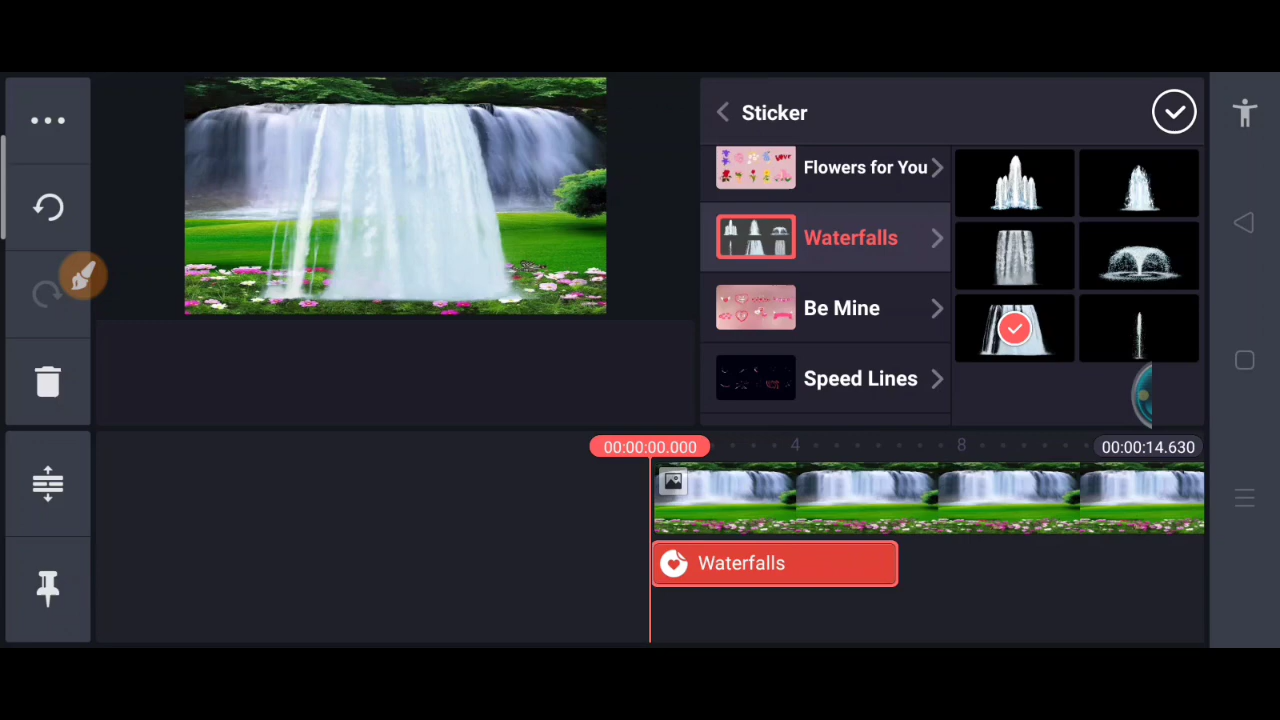 Sticker
Flowers for You
Waterfalls
Be Mine
Speed Lines
00:00:00.000
4
8
00:00:14.630
Waterfalls